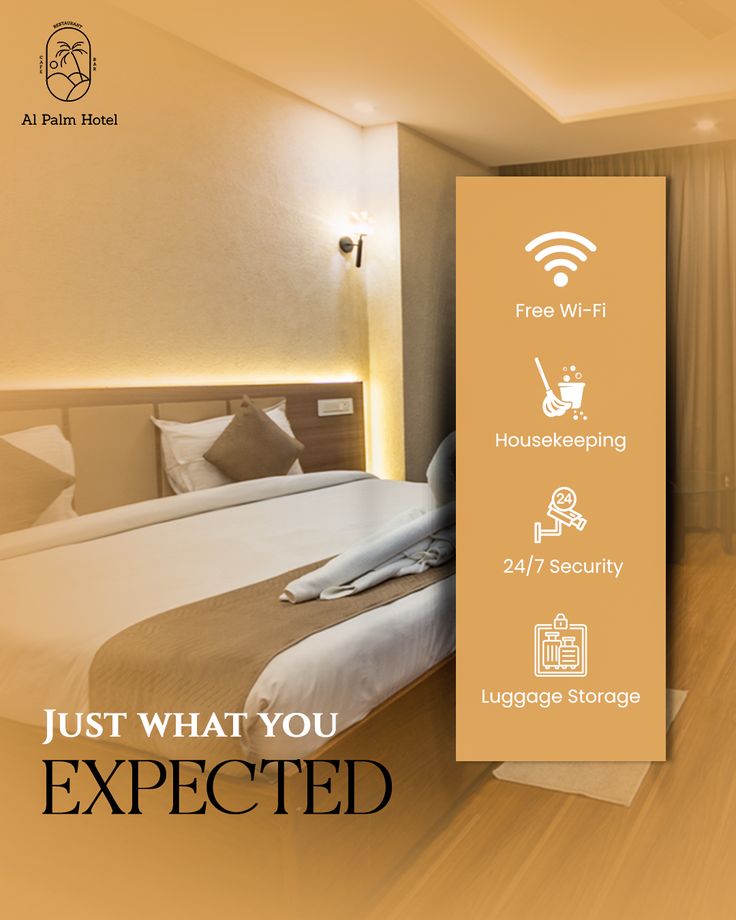 RESTAURANT
CAFE
BAR
Al Palm Hotel
Free Wi-Fi
Housekeeping
24
24/7 Security
Luggage Storage
JUST WHAT YOU
EXPECTED